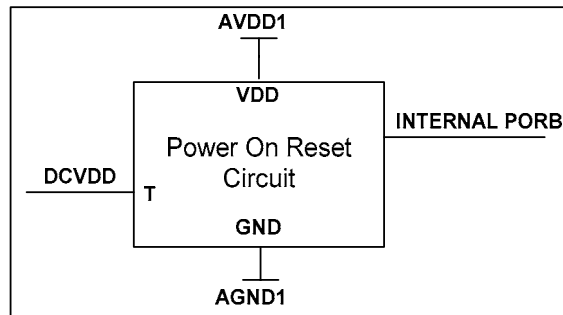 AVDD1
VDD
INTERNAL PORB
Power On Reset
Circuit
DCVDD
T
GND
AGND1